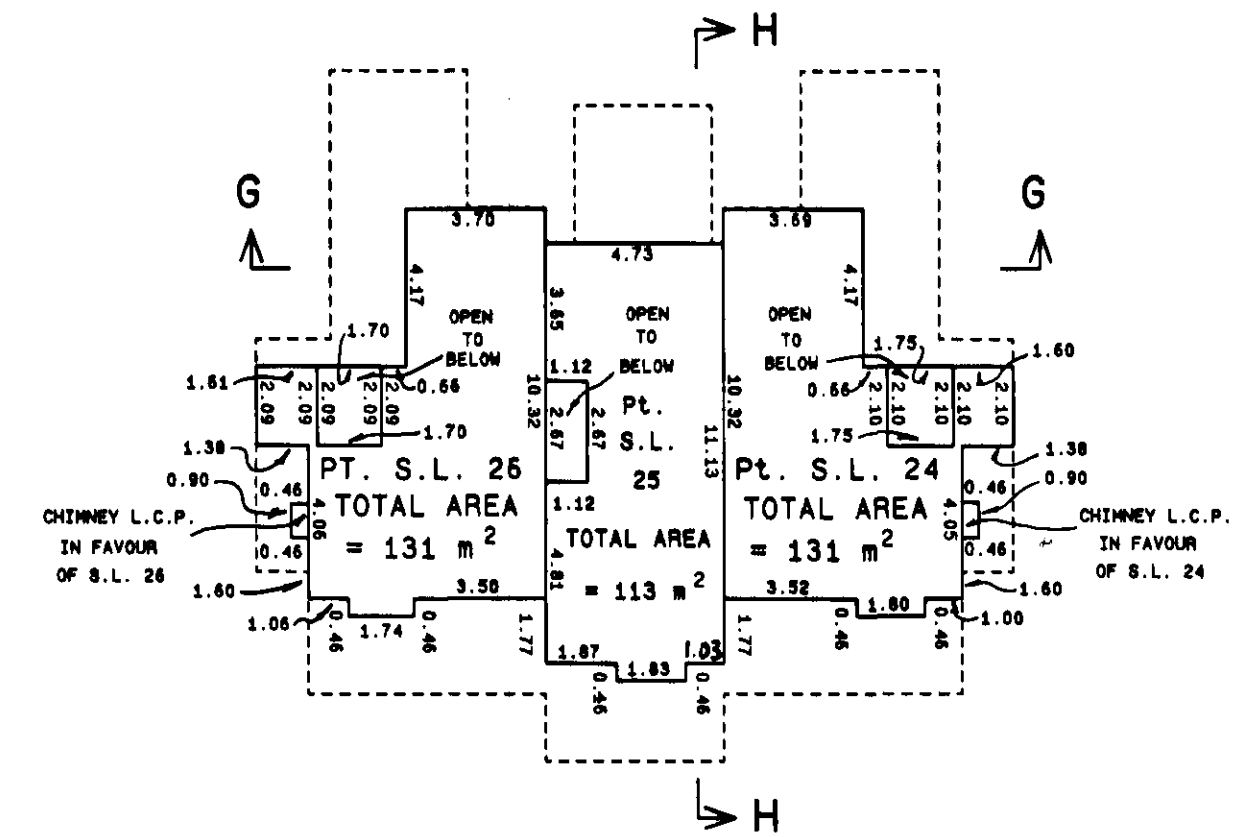 H
G
G
3.70
3.69
4.73
4.17
3.65
4.17
OPEN
TO
BELOW
OPEN
TO
BELOW
OPEN
TO
BELOW
1.70
1.12
1.75
1.60
1.61
0.66
0.66
2.09
2.09
2.09
2.09
2.09
10.32
2.67
2.67
10.32
2.10
2.10
2.10
2.10
1.70
1.75
11.13
1.38
1.38
PT. S.L. 26
TOTAL AREA
= 131 m2
Pt.
S.L.
25
TOTAL AREA
= 113 m2
Pt. S.L. 24
TOTAL AREA
= 131 m2
0.90
0.46
4.06
0.46
CHIMNEY L.C.P.
IN FAVOUR
OF S.L. 26
1.12
4.81
0.90
0.46
4.05
0.46
CHIMNEY L.C.P.
IN FAVOUR
OF S.L. 24
1.60
3.50
3.52
1.60
1.06
0.46
1.74
0.46
1.77
1.87
0.46
1.83
1.03
0.46
1.77
0.46
1.80
0.46
1.00
H